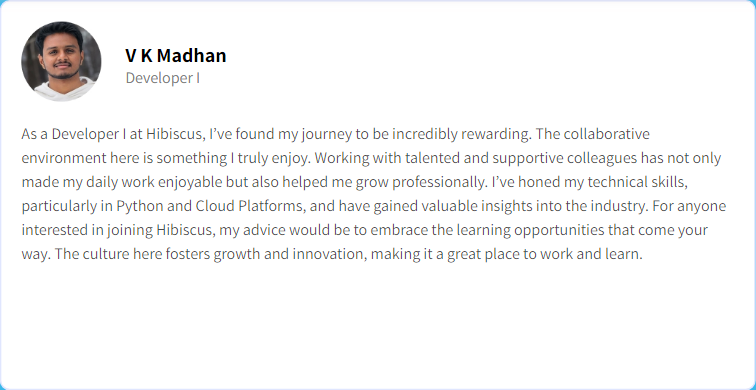 V K Madhan
Developer I
As a Developer I at Hibiscus, I’ve found my journey to be incredibly rewarding. The collaborative
environment here is something I truly enjoy. Working with talented and supportive colleagues has not only
made my daily work enjoyable but also helped me grow professionally. I’ve honed my technical skills,
particularly in Python and Cloud Platforms, and have gained valuable insights into the industry. For anyone
interested in joining Hibiscus, my advice would be to embrace the learning opportunities that come your
way. The culture here fosters growth and innovation, making it a great place to work and learn.